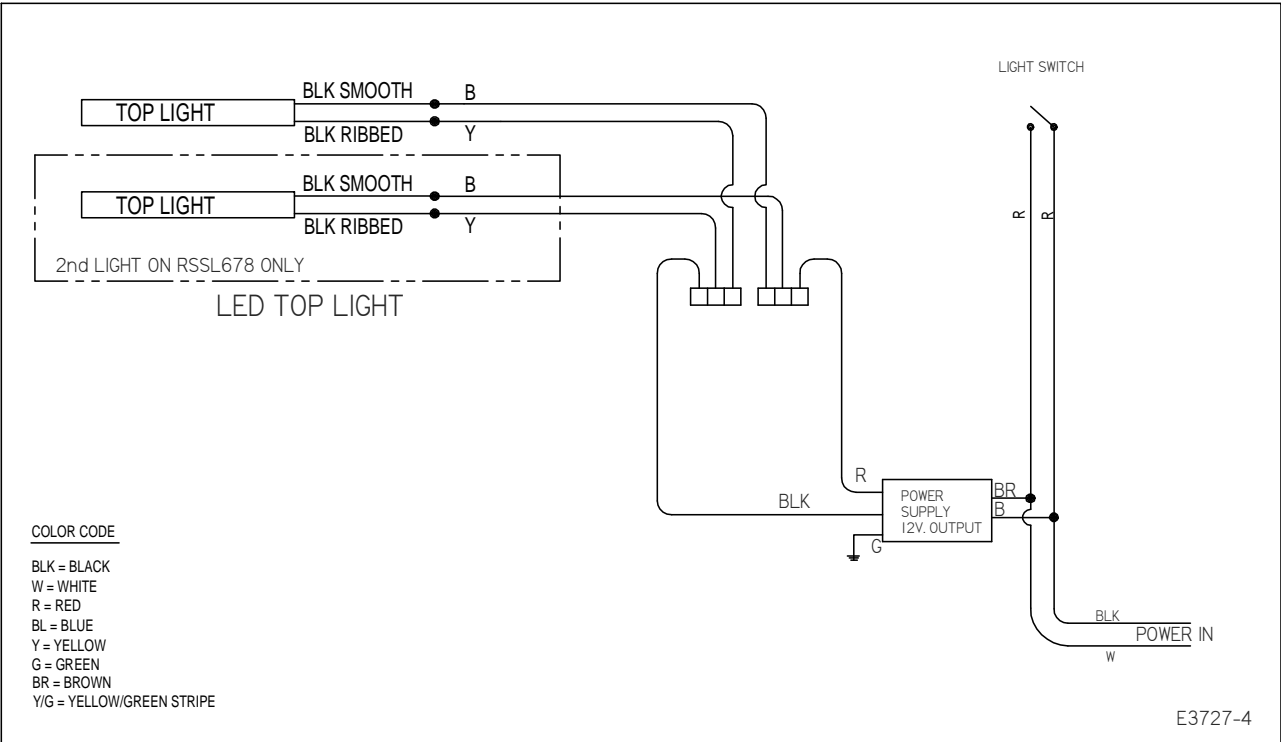 LIGHT SWITCH
BLK SMOOTH B
TOP LIGHT
BLK RIBBED Y
BLK SMOOTH B
TOP LIGHT
BLK RIBBED Y
R R
2nd LIGHT ON RSSL678 ONLY
LED TOP LIGHT
R
BLK
G
POWER
SUPPLY
12V. OUTPUT
BR
B
COLOR CODE
BLK = BLACK
W = WHITE
R = RED
BL = BLUE
Y = YELLOW
G = GREEN
BR = BROWN
Y/G = YELLOW/GREEN STRIPE
BLK
POWER IN
W
E3727-4